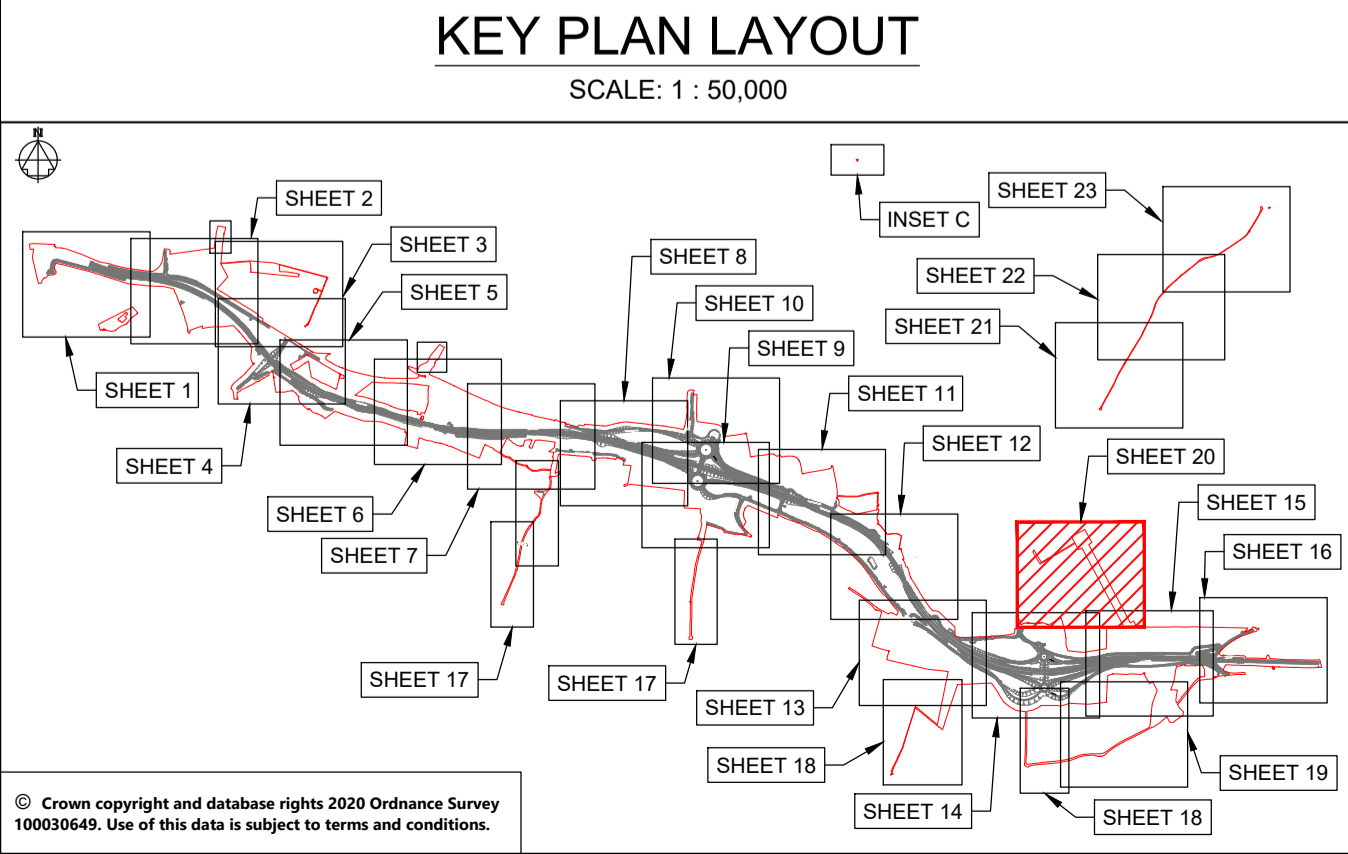 KEY PLAN LAYOUT
SCALE: 1 : 50,000
N
INSET C
SHEET 23
SHEET 2
SHEET 3
SHEET 8
SHEET 22
SHEET 5
SHEET 10
SHEET 21
SHEET 9
SHEET 1
SHEET 11
SHEET 12
SHEET 4
SHEET 20
SHEET 15
SHEET 6
SHEET 16
SHEET 7
SHEET 17
SHEET 17
SHEET 13
SHEET 18
SHEET 19
SHEET 14
SHEET 18
© Crown copyright and database rights 2020 Ordnance Survey
100030649. Use of this data is subject to terms and conditions.